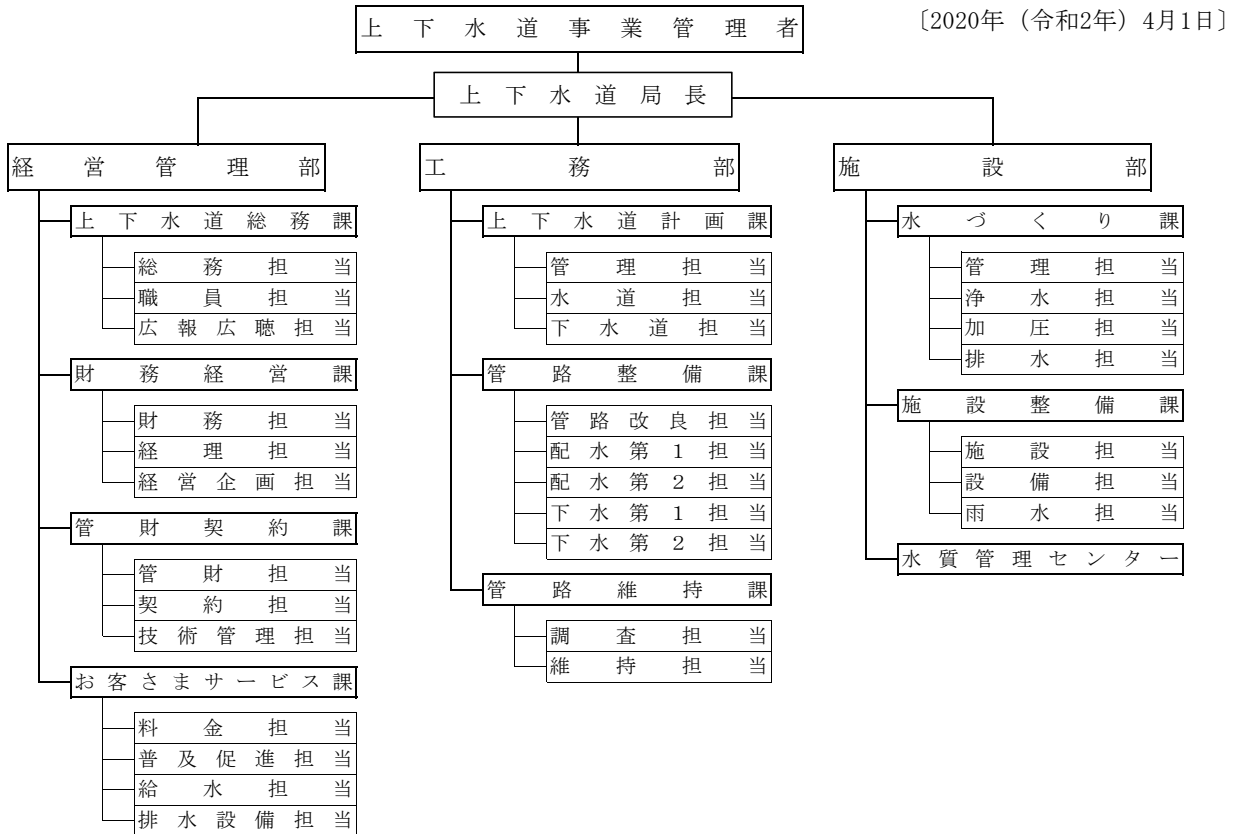 〔2020年（令和2年）4月1日〕
上下水道事業管理者
上下水道局長
経営管理部
上下水道総務課
総務担当
職員担当
広報広聴担当
財務経営課
財務担当
経理担当
経営企画担当
管財契約課
管財担当
契約担当
技術管理担当
お客さまサービス課
料金担当
普及促進担当
給水担当
排水設備担当
工務部
上下水道計画課
管理担当
水道担当
下水道担当
管路整備課
管路改良担当
配水第１担当
配水第２担当
下水第１担当
下水第２担当
管路維持課
調査担当
維持担当
施設部
水づくり課
管理担当
浄水担当
加圧担当
排水担当
施設整備課
施設担当
設備担当
雨水担当
水質管理センター